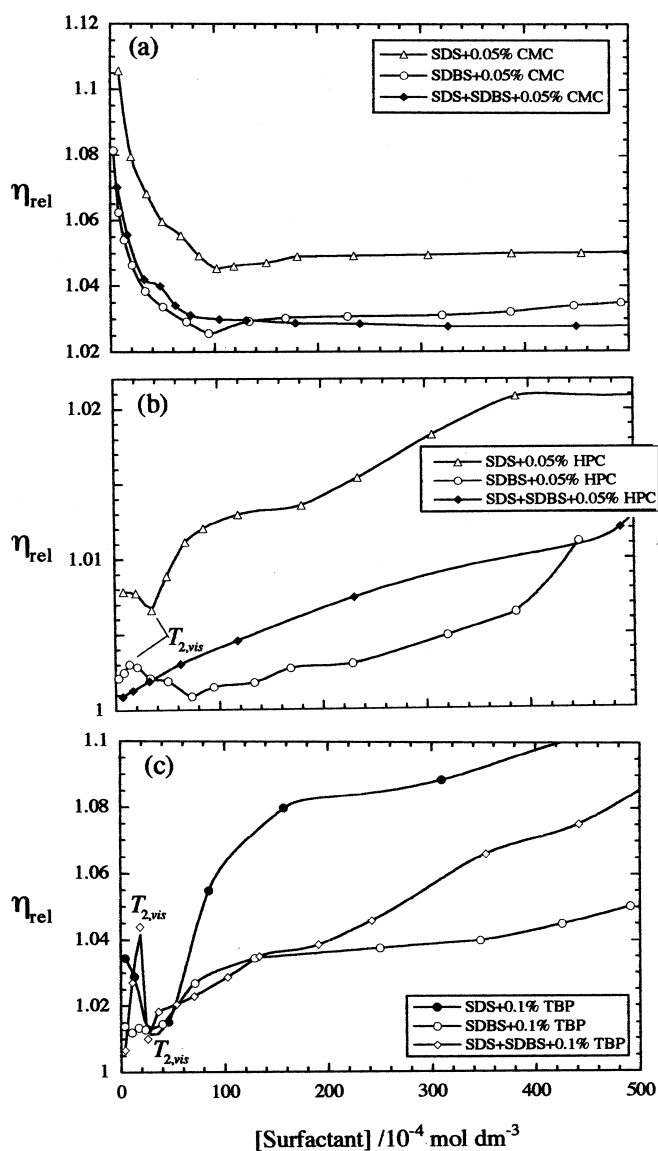 1.12
(a)
SDS+0.05% CMC
SDBS+0.05% CMC
SDS+SDBS+0.05% CMC
1.1
1.08
ηrel
1.06
1.04
1.02
(b)
1.02
SDS+0.05% HPC
SDBS+0.05% HPC
SDS+SDBS+0.05% HPC
ηrel
1.01
T2,vis
1
1.1
(c)
1.08
1.06
ηrel
T2,vis
1.04
1.02
SDS+0.1% TBP
SDBS+0.1% TBP
SDS+SDBS+0.1% TBP
T2,vis
1
0 100 200 300 400 500
[Surfactant] /10⁻⁴ mol dm⁻³